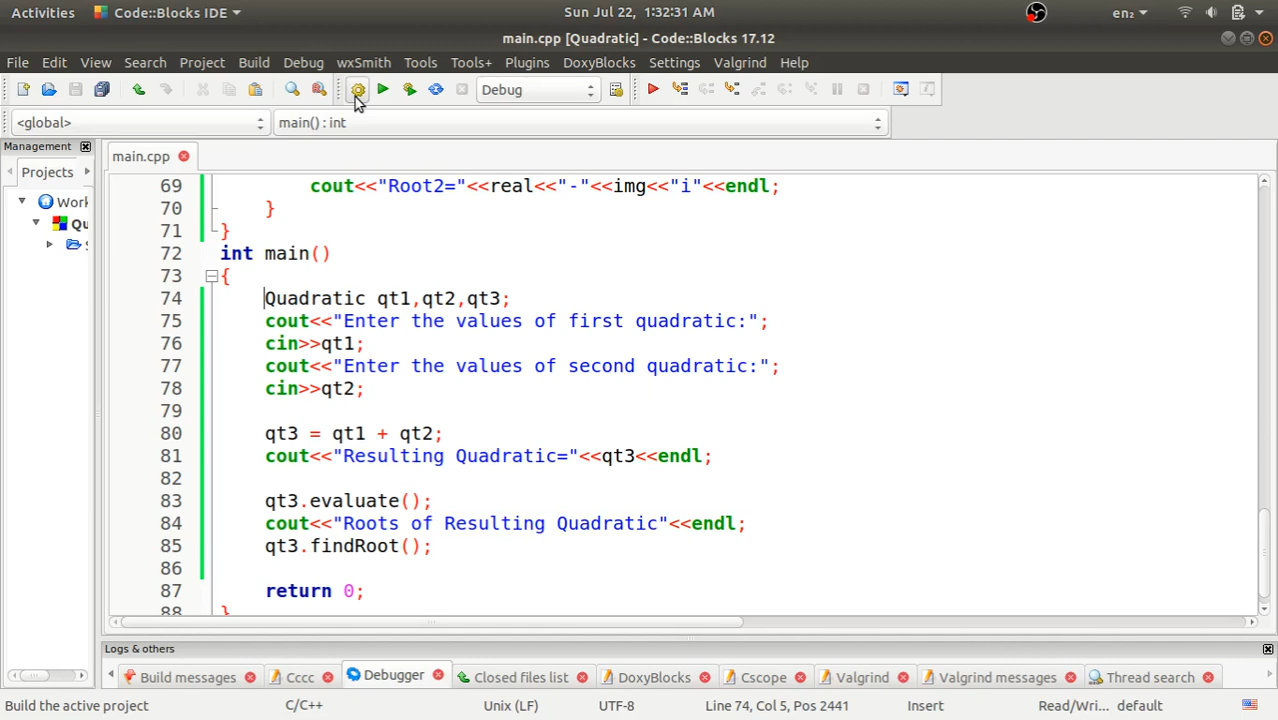 Activities Code::Blocks IDE Sun Jul 22, 1:32:31 AM en₂
main.cpp [Quadratic] - Code::Blocks 17.12
File Edit View Search Project Build Debug wxSmith Tools Tools+ Plugins DoxyBlocks Settings Valgrind Help
Debug
<global> main() : int
Management
main.cpp
Projects
69 cout<<"Root2="<<real<<"-"<<img<<"i"<<endl;
Work
70 }
Qu
71 }
S
72 int main()
73 {
74 Quadratic qt1,qt2,qt3;
75 cout<<"Enter the values of first quadratic:";
76 cin>>qt1;
77 cout<<"Enter the values of second quadratic:";
78 cin>>qt2;
79
80 qt3 = qt1 + qt2;
81 cout<<"Resulting Quadratic="<<qt3<<endl;
82
83 qt3.evaluate();
84 cout<<"Roots of Resulting Quadratic"<<endl;
85 qt3.findRoot();
86
87 return 0;
88 }
Logs & others
Build messages Cccc Debugger Closed files list DoxyBlocks Cscope Valgrind Valgrind messages Thread search
Build the active project C/C++ Unix (LF) UTF-8 Line 74, Col 5, Pos 2441 Insert Read/Wri... default